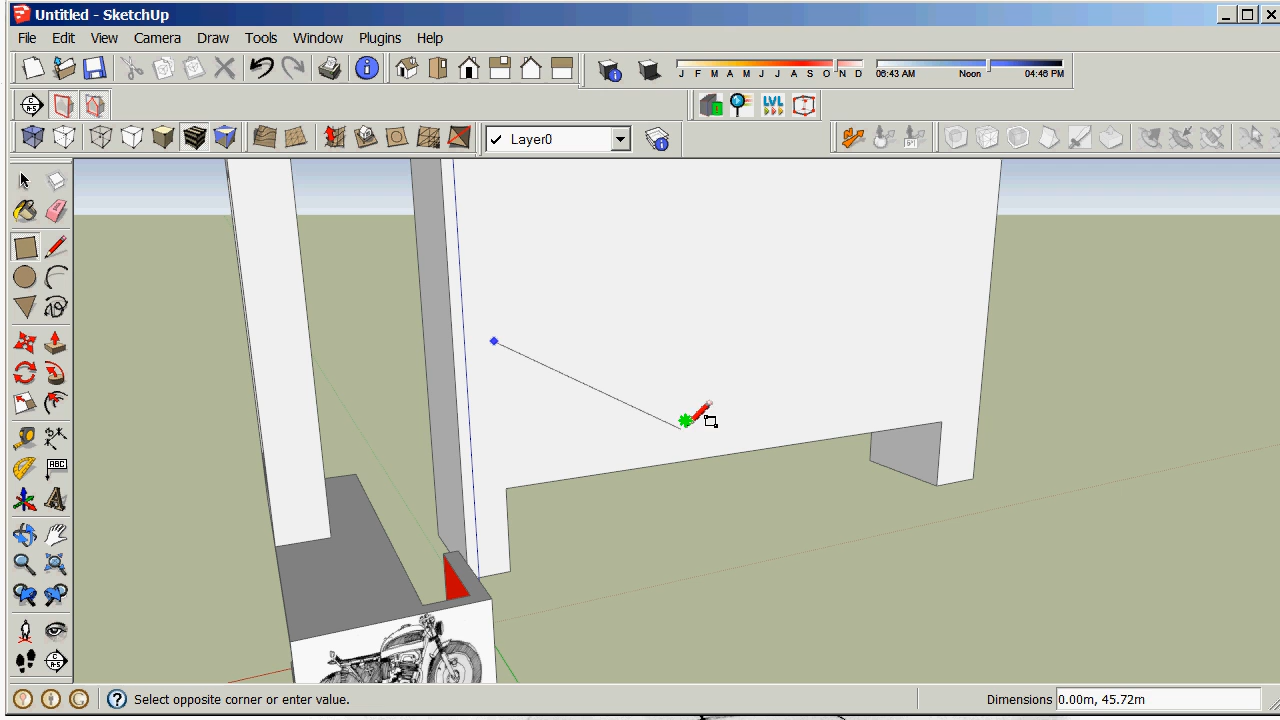 Untitled - SketchUp
File Edit View Camera Draw Tools Window Plugins Help
J F M A M J J A S O N D 06:43 AM Noon 04:46 PM
LVL
Layer0
ABC
Select opposite corner or enter value. Dimensions 0.00m, 45.72m